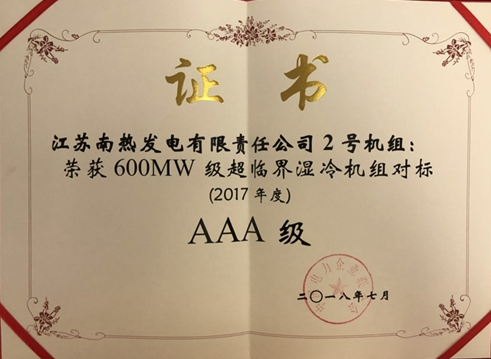 证书
江苏南热发电有限责任公司2号机组：
荣获600MW级超临界湿冷机组对标
(2017年度)
AAA级
二〇一八年七月